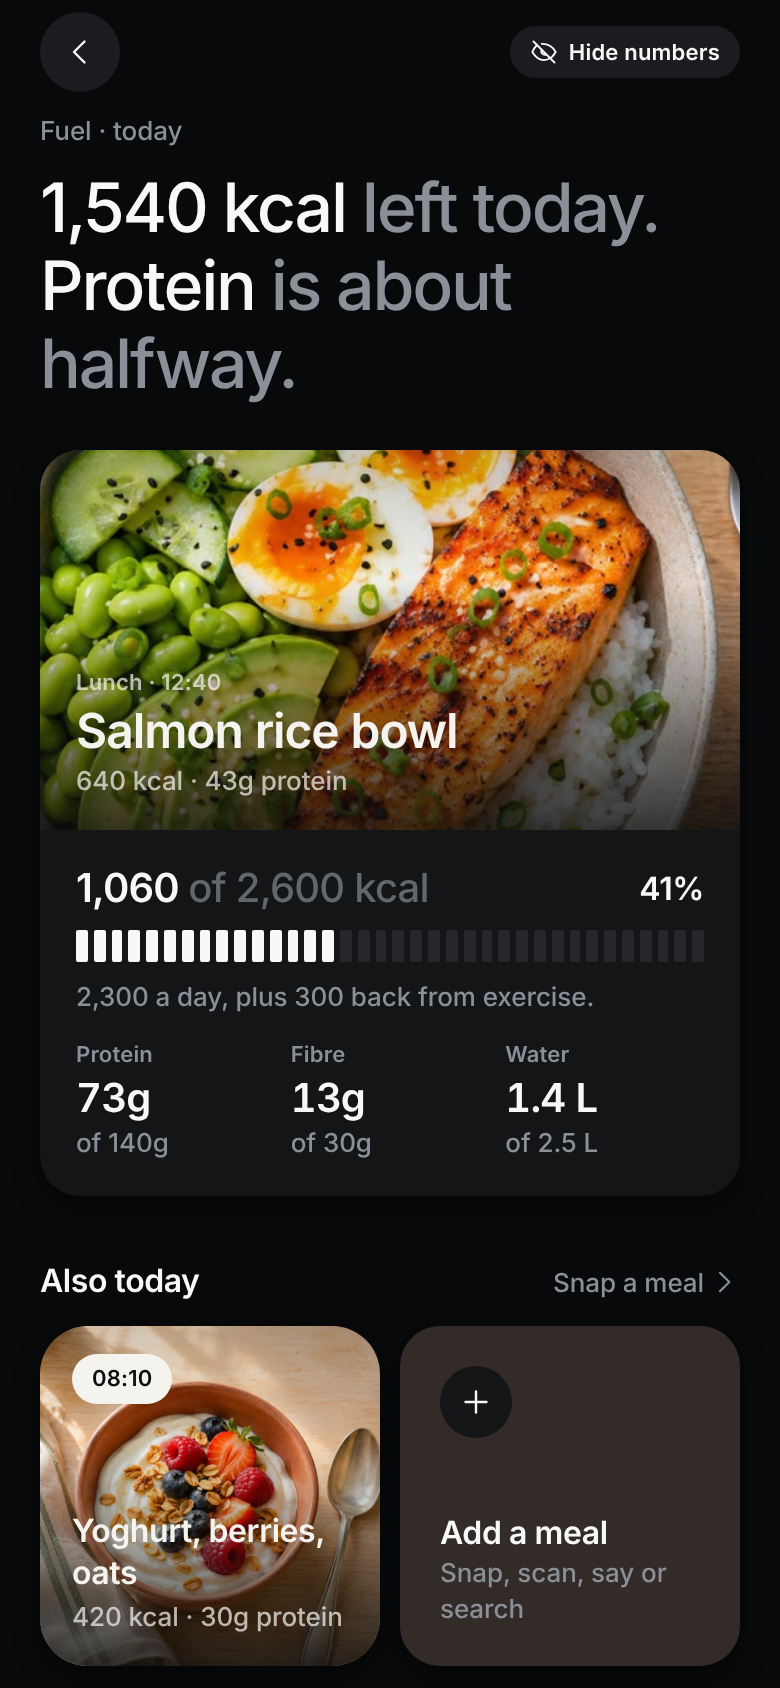 Hide numbers
Fuel · today
1,540 kcal left today.
Protein is about
halfway.
Lunch · 12:40
Salmon rice bowl
640 kcal · 43g protein
1,060 of 2,600 kcal
41%
2,300 a day, plus 300 back from exercise.
Protein
Fibre
Water
73g
13g
1.4 L
of 140g
of 30g
of 2.5 L
Also today
Snap a meal
08:10
Yoghurt, berries,
oats
420 kcal · 30g protein
Add a meal
Snap, scan, say or
search